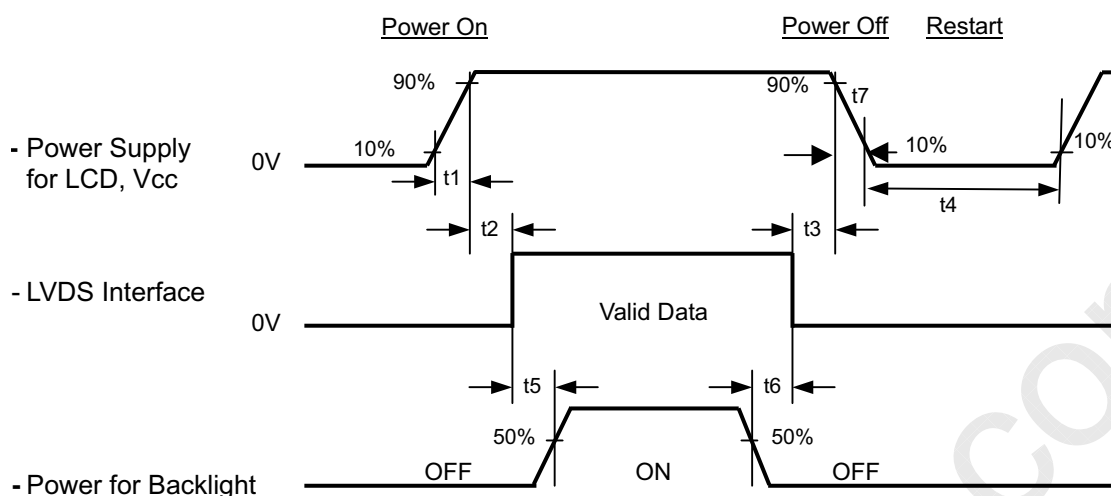 Power On
Power Off Restart
90% 90% t7
- Power Supply
for LCD, Vcc
0V 10% 10% 10%
t1 t4
t2 t3
- LVDS Interface
0V Valid Data
t5 t6
50% 50%
- Power for Backlight
OFF ON OFF
com